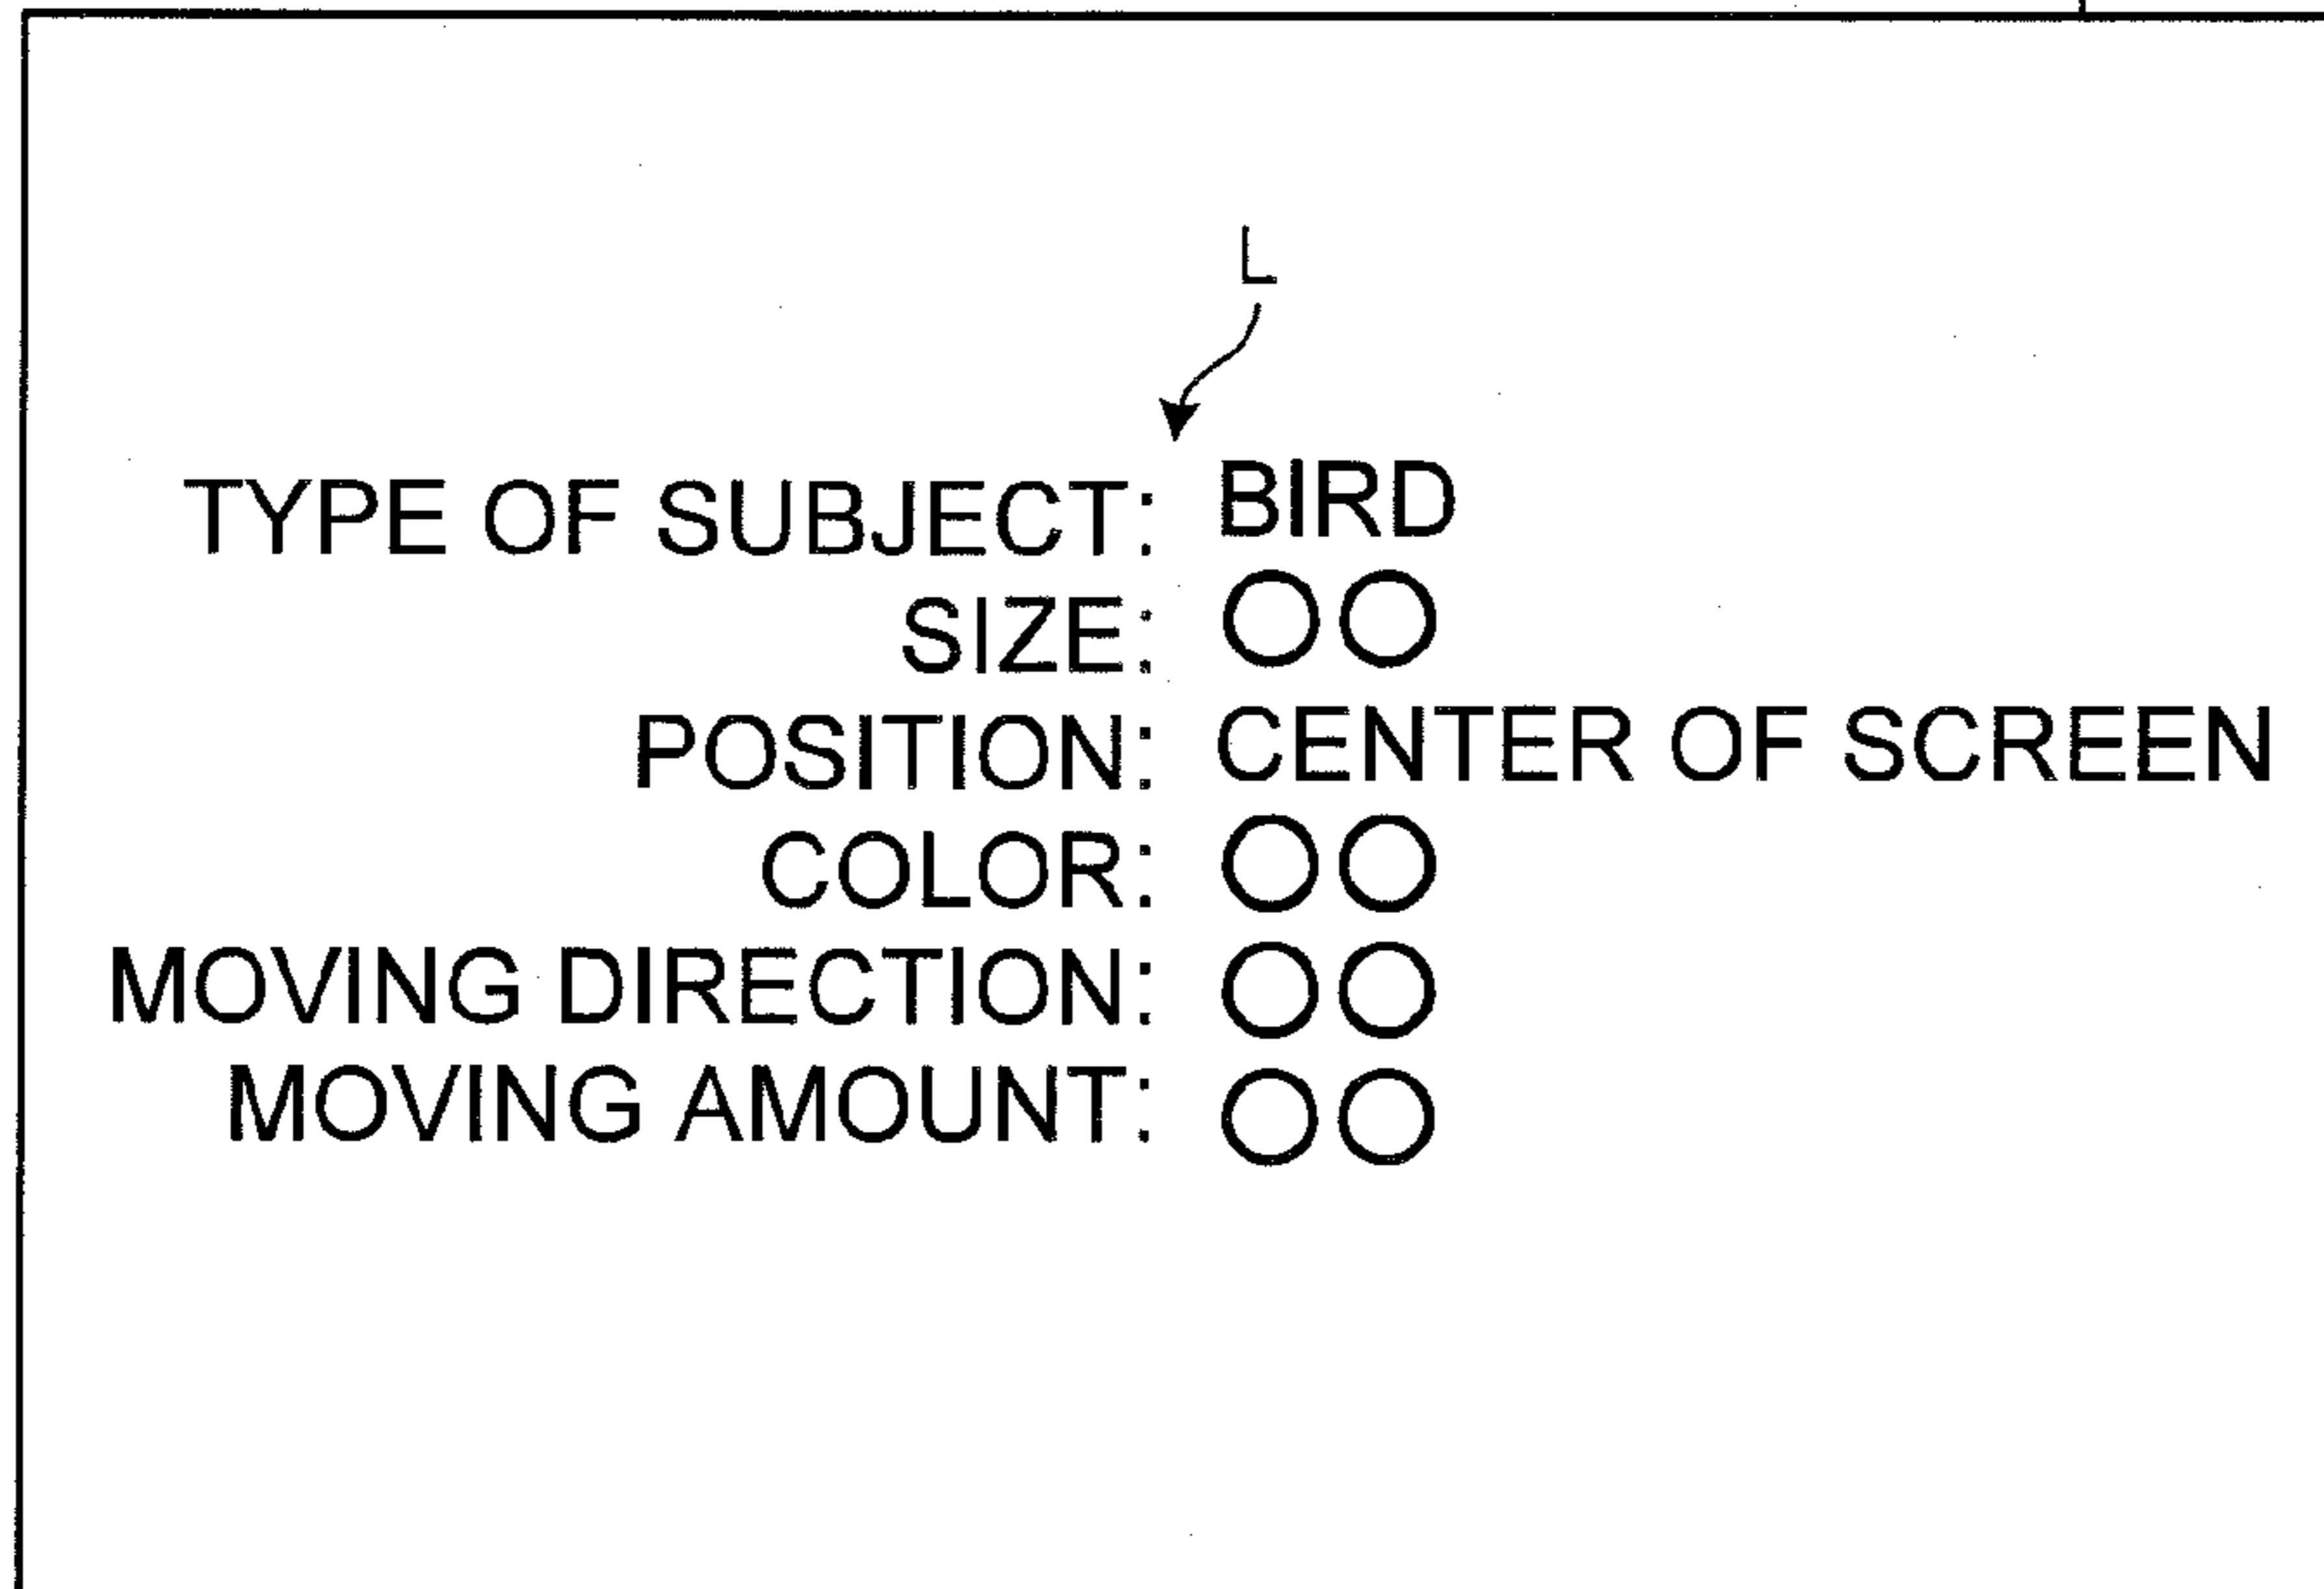 L
TYPE OF SUBJECT: BIRD
SIZE: ○○
POSITION: CENTER OF SCREEN
COLOR: ○○
MOVING DIRECTION: ○○
MOVING AMOUNT: ○○